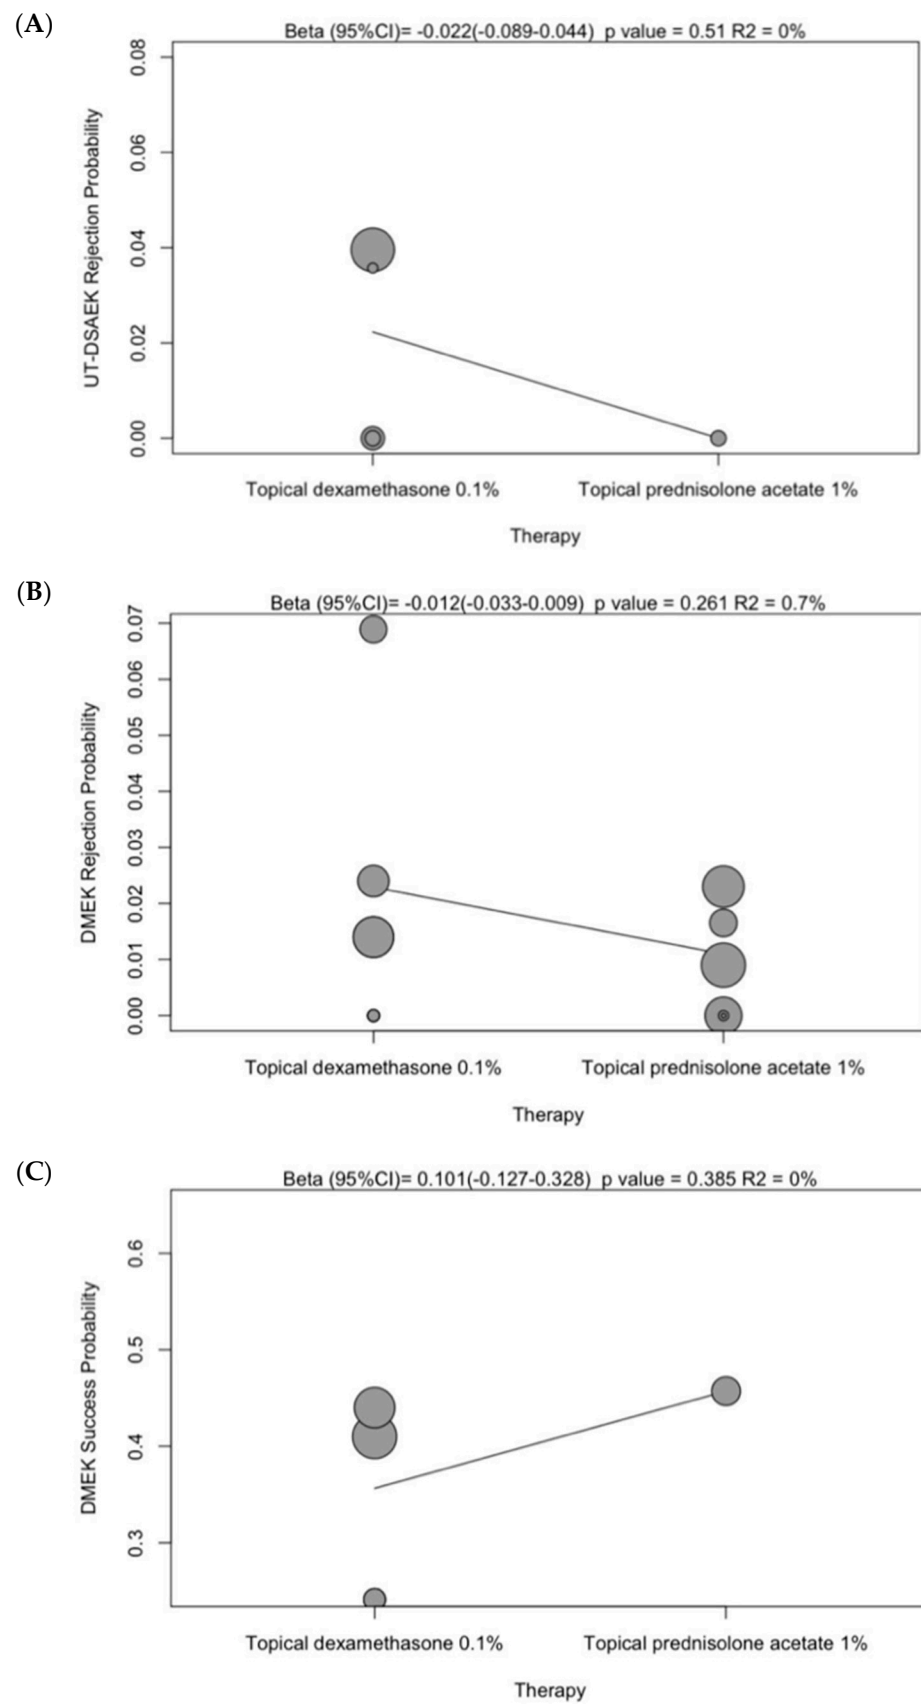 (A)
Beta (95%CI)= -0.022(-0.089-0.044)  p value = 0.51 R2 = 0%
UT-DSAEK Rejection Probability
0.08
0.06
0.04
0.02
0.00
Topical dexamethasone 0.1%
Topical prednisolone acetate 1%
Therapy
(B)
Beta (95%CI)= -0.012(-0.033-0.009)  p value = 0.261 R2 = 0.7%
DMEK Rejection Probability
0.07
0.06
0.05
0.04
0.03
0.02
0.01
0.00
Topical dexamethasone 0.1%
Topical prednisolone acetate 1%
Therapy
(C)
Beta (95%CI)= 0.101(-0.127-0.328)  p value = 0.385 R2 = 0%
DMEK Success Probability
0.6
0.5
0.4
0.3
Topical dexamethasone 0.1%
Topical prednisolone acetate 1%
Therapy